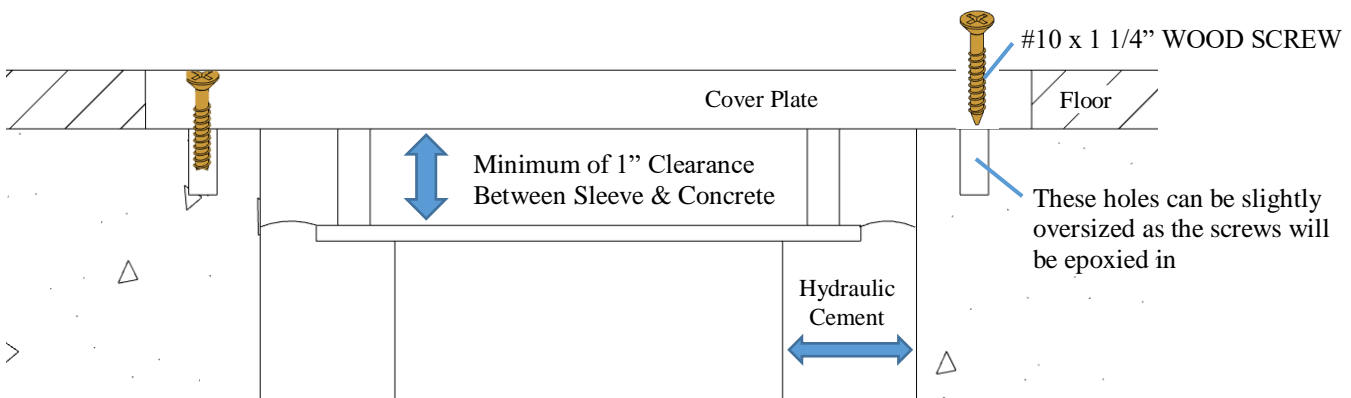 #10 x 1 1/4” WOOD SCREW
Cover Plate
Floor
Minimum of 1” Clearance
Between Sleeve & Concrete
These holes can be slightly
oversized as the screws will
be epoxied in
Hydraulic
Cement